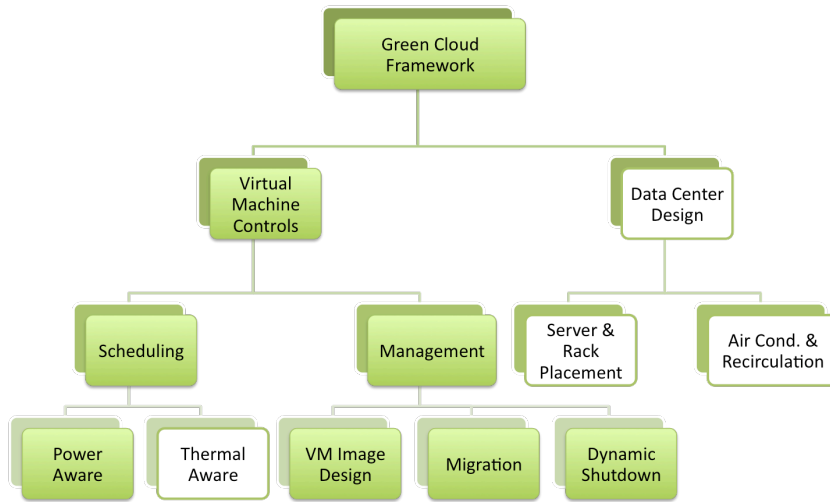 Green Cloud
Framework
Virtual
Machine
Controls
Data Center
Design
Scheduling
Management
Server &
Rack
Placement
Air Cond. &
Recirculation
Power
Aware
Thermal
Aware
VM Image
Design
Migration
Dynamic
Shutdown